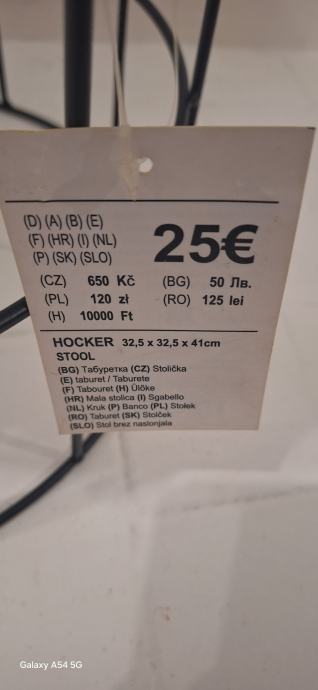 (D) (A) (B) (E)
(F) (HR) (I) (NL)
(P) (SK) (SLO)
25€
(CZ) 650 Kč (BG) 50 Лв.
(PL) 120 zł (RO) 125 lei
(H) 10000 Ft
HOCKER 32,5 x 32,5 x 41cm
STOOL
(BG) Табуретка (CZ) Stolička
(E) taburet / Taburete
(F) Tabouret (H) Ülőke
(HR) Mala stolica (I) Sgabello
(NL) Kruk (P) Banco (PL) Stołek
(RO) Taburet (SK) Stolček
(SLO) Stol brez naslonjala
Galaxy A54 5G